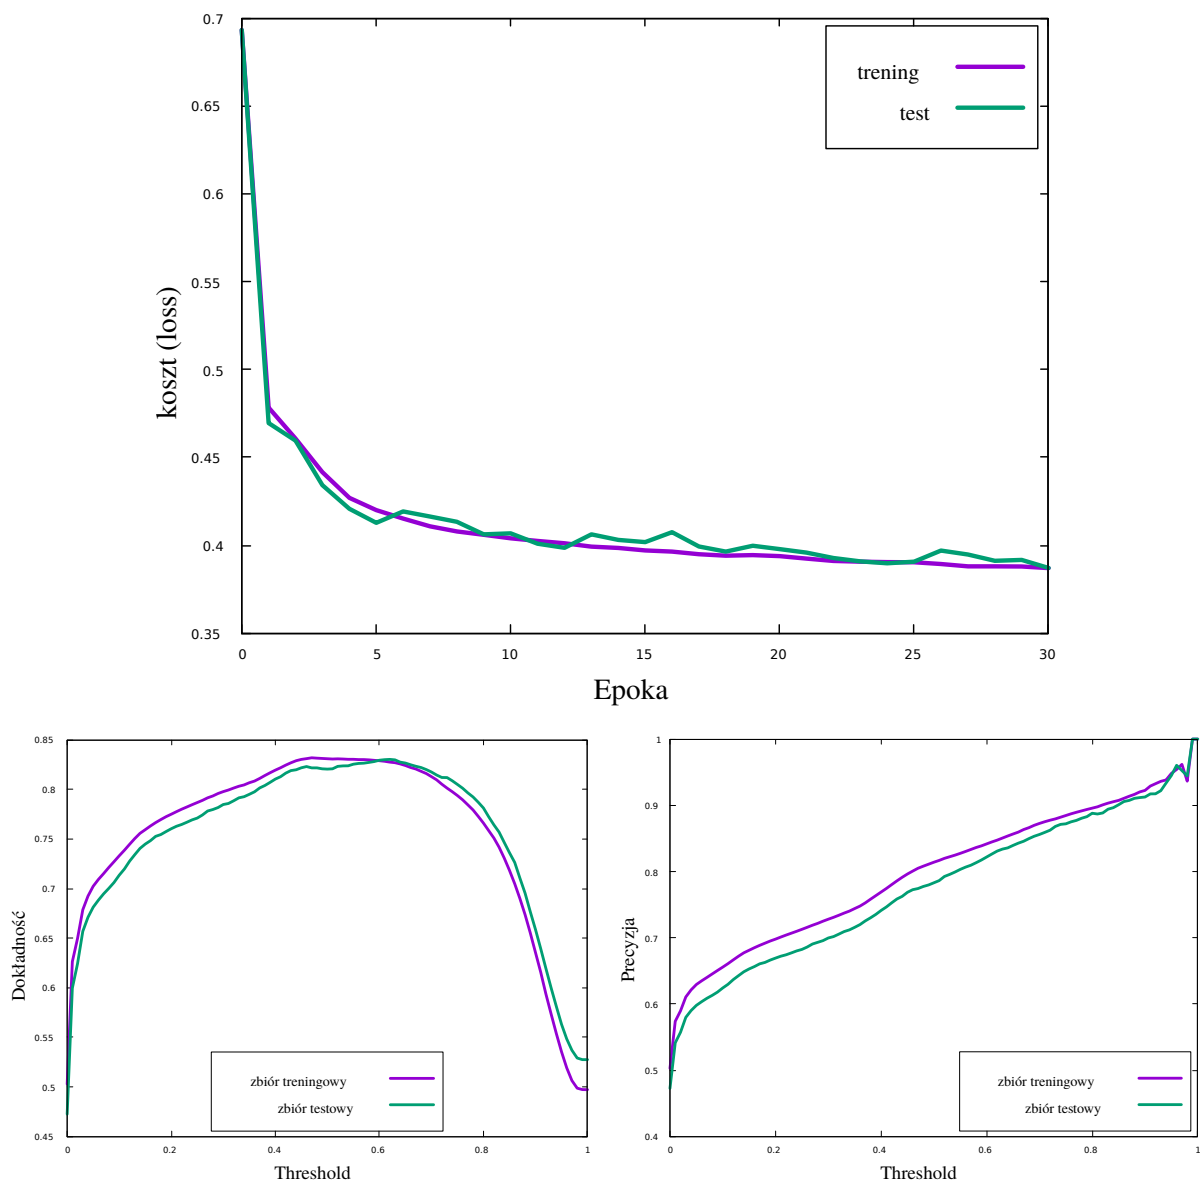 0.7
0.65
0.6
0.55
0.5
0.45
0.4
0.35
0 5 10 15 20 25 30
koszt (loss)
Epoka
trening
test
0.85
0.8
0.75
0.7
0.65
0.6
0.55
0.5
0.45
0 0.2 0.4 0.6 0.8 1
Dokładność
Threshold
zbiór treningowy
zbiór testowy
1
0.9
0.8
0.7
0.6
0.5
0.4
0 0.2 0.4 0.6 0.8 1
Precyzja
Threshold
zbiór treningowy
zbiór testowy